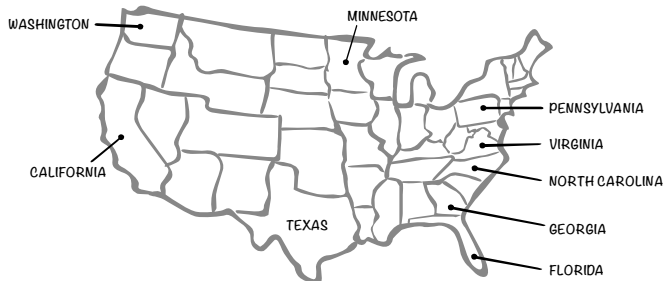 MINNESOTA
WASHINGTON
PENNSYLVANIA
VIRGINIA
CALIFORNIA
NORTH CAROLINA
TEXAS
GEORGIA
FLORIDA